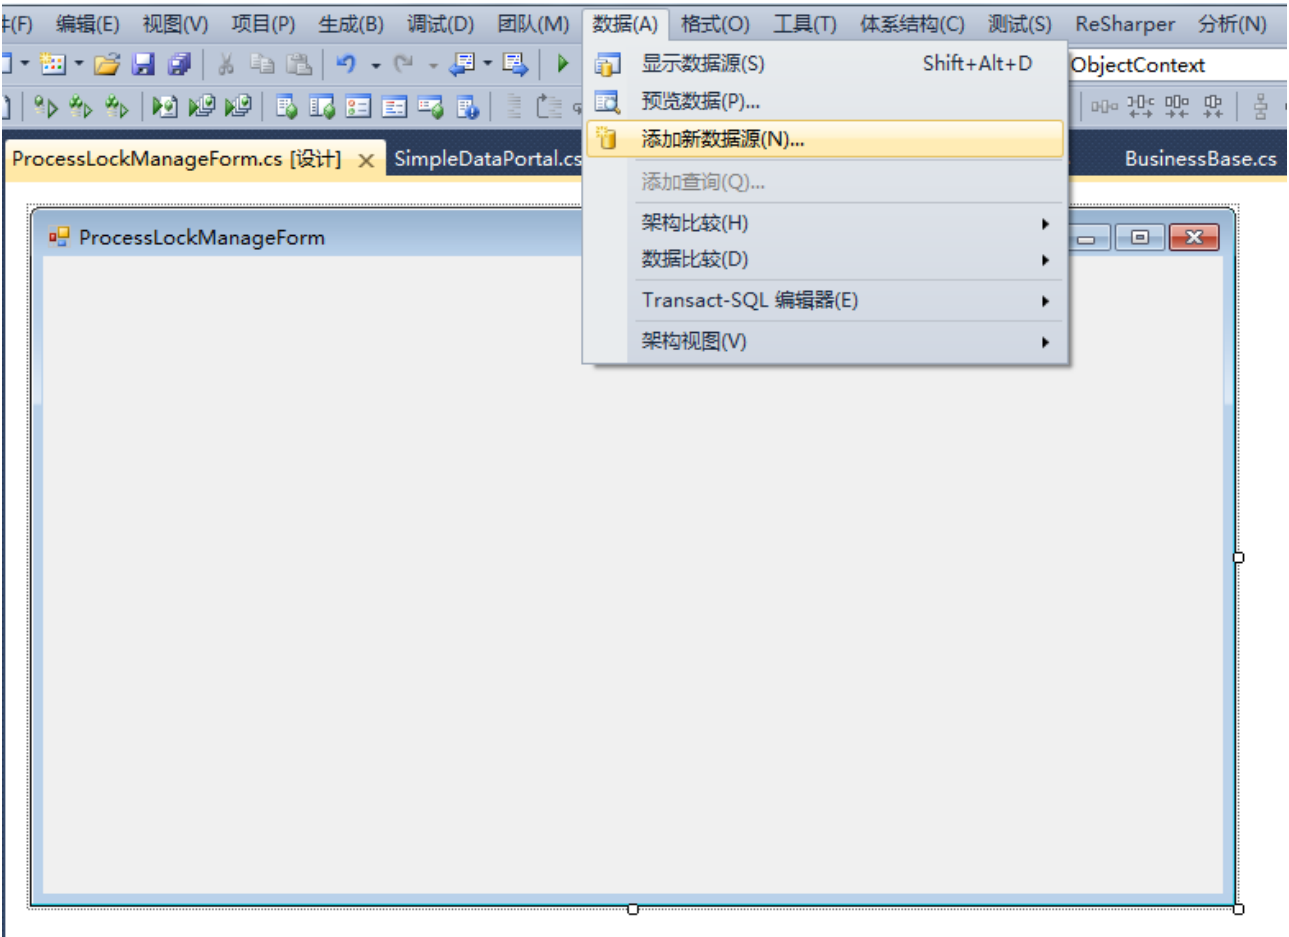 件(F) 编辑(E) 视图(V) 项目(P) 生成(B) 调试(D) 团队(M) 数据(A) 格式(O) 工具(T) 体系结构(C) 测试(S) ReSharper 分析(N)
显示数据源(S) Shift+Alt+D
ObjectContext
预览数据(P)...
添加新数据源(N)...
ProcessLockManageForm.cs [设计] SimpleDataPortal.cs BusinessBase.cs
添加查询(Q)...
架构比较(H)
ProcessLockManageForm
数据比较(D)
Transact-SQL 编辑器(E)
架构视图(V)